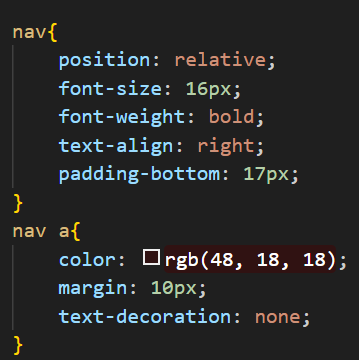 nav{
position: relative;
font-size: 16px;
font-weight: bold;
text-align: right;
padding-bottom: 17px;
}
nav a{
color: rgb(48, 18, 18);
margin: 10px;
text-decoration: none;
}